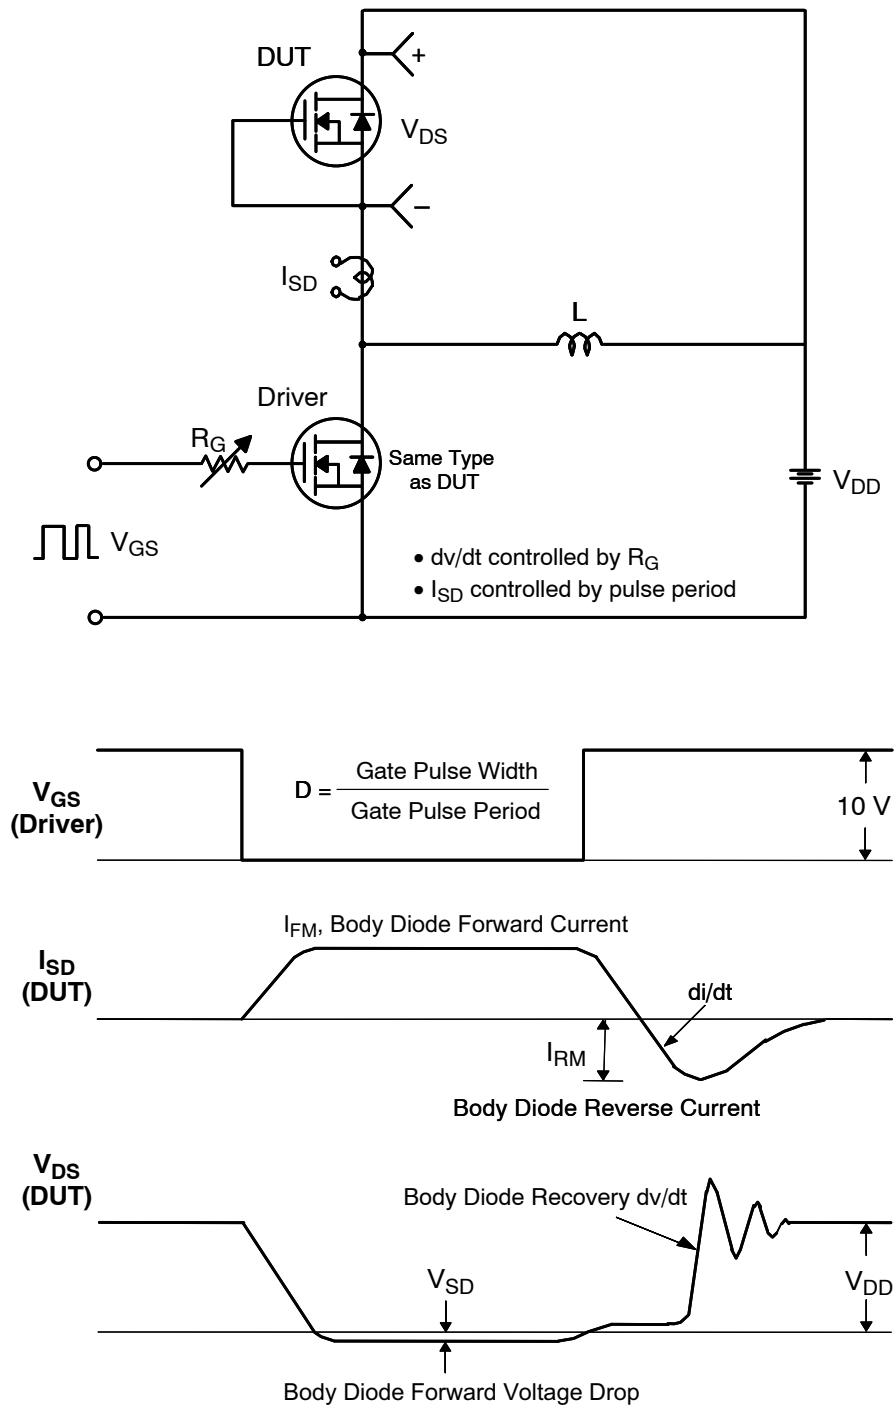 DUT
+
V_DS
−
I_SD
L
Driver
R_G
Same Type
as DUT
V_DD
V_GS
• dv/dt controlled by R_G
• I_SD controlled by pulse period
V_GS
(Driver)
D = Gate Pulse Width
Gate Pulse Period
10 V
I_FM, Body Diode Forward Current
I_SD
(DUT)
di/dt
I_RM
Body Diode Reverse Current
V_DS
(DUT)
Body Diode Recovery dv/dt
V_SD
V_DD
Body Diode Forward Voltage Drop